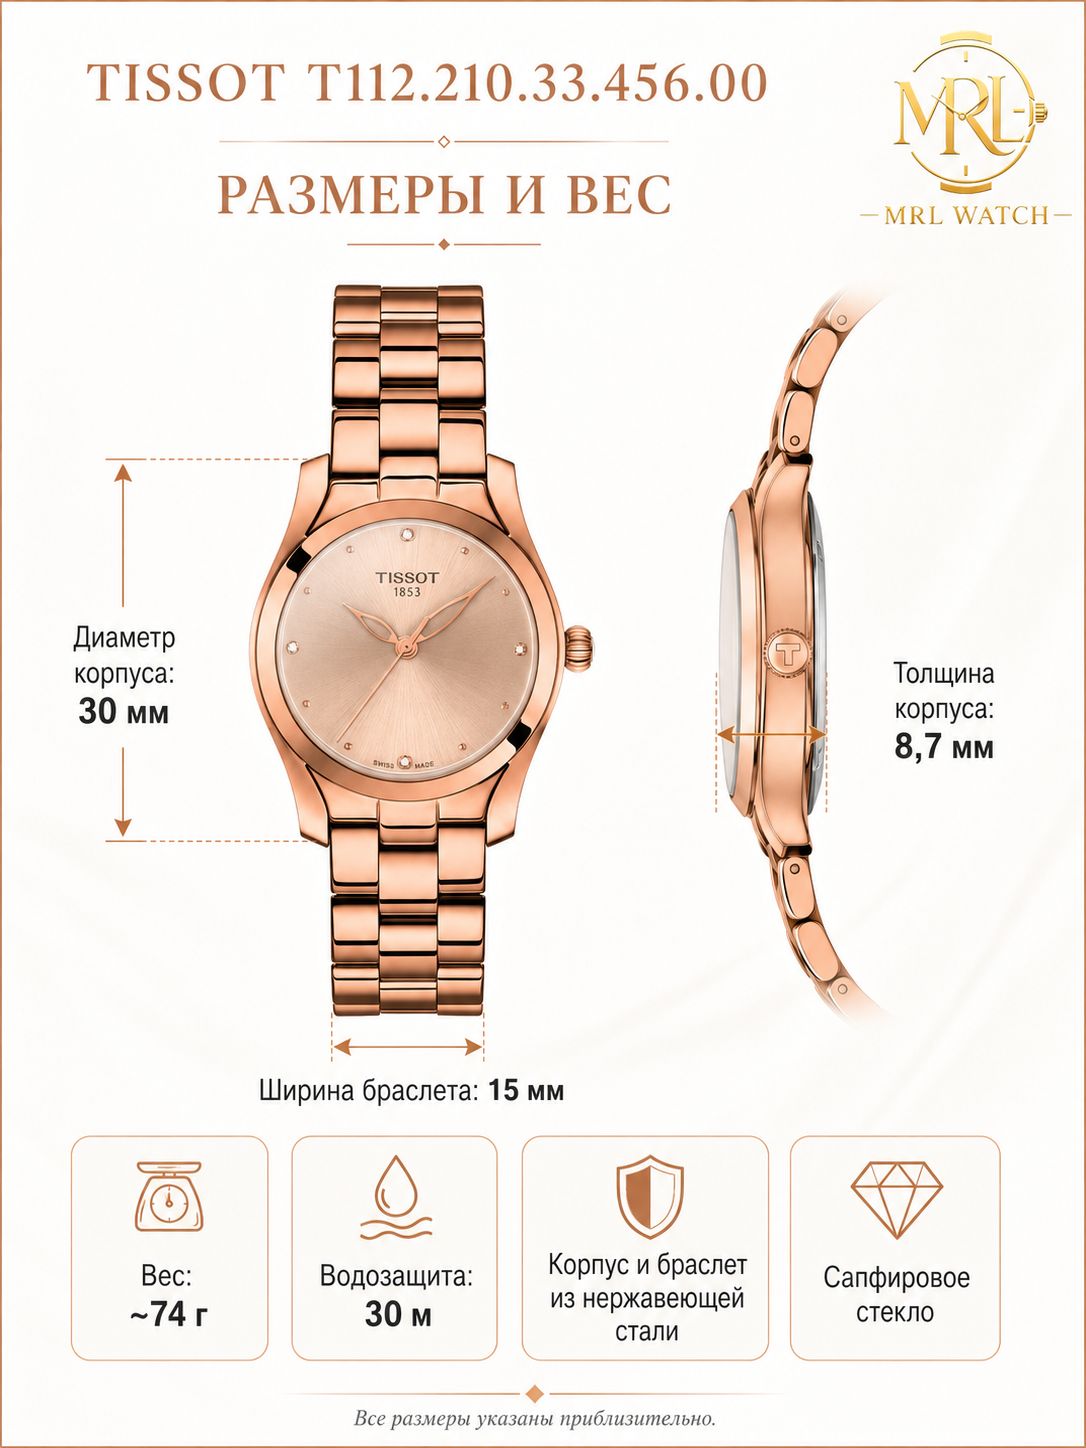 TISSOT T112.210.33.456.00
MRL
MRL WATCH
РАЗМЕРЫ И ВЕС
TISSOT
1853
SWISS MADE
T
Диаметр
корпуса:
30 мм
Толщина
корпуса:
8,7 мм
Ширина браслета: 15 мм
Вес:
~74 г
Водозащита:
30 м
Корпус и браслет
из нержавеющей
стали
Сапфировое
стекло
Все размеры указаны приблизительно.